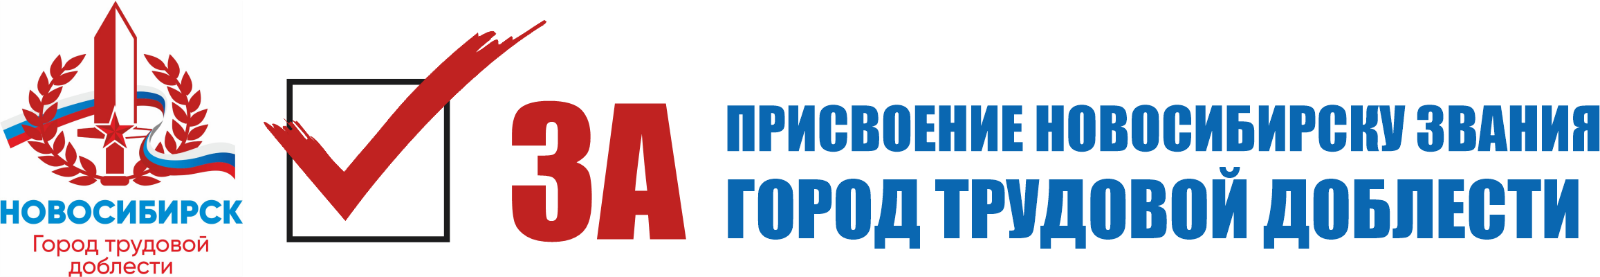 НОВОСИБИРСК
Город трудовой
доблести
ЗА
ПРИСВОЕНИЕ НОВОСИБИРСКУ ЗВАНИЯ
ГОРОД ТРУДОВОЙ ДОБЛЕСТИ